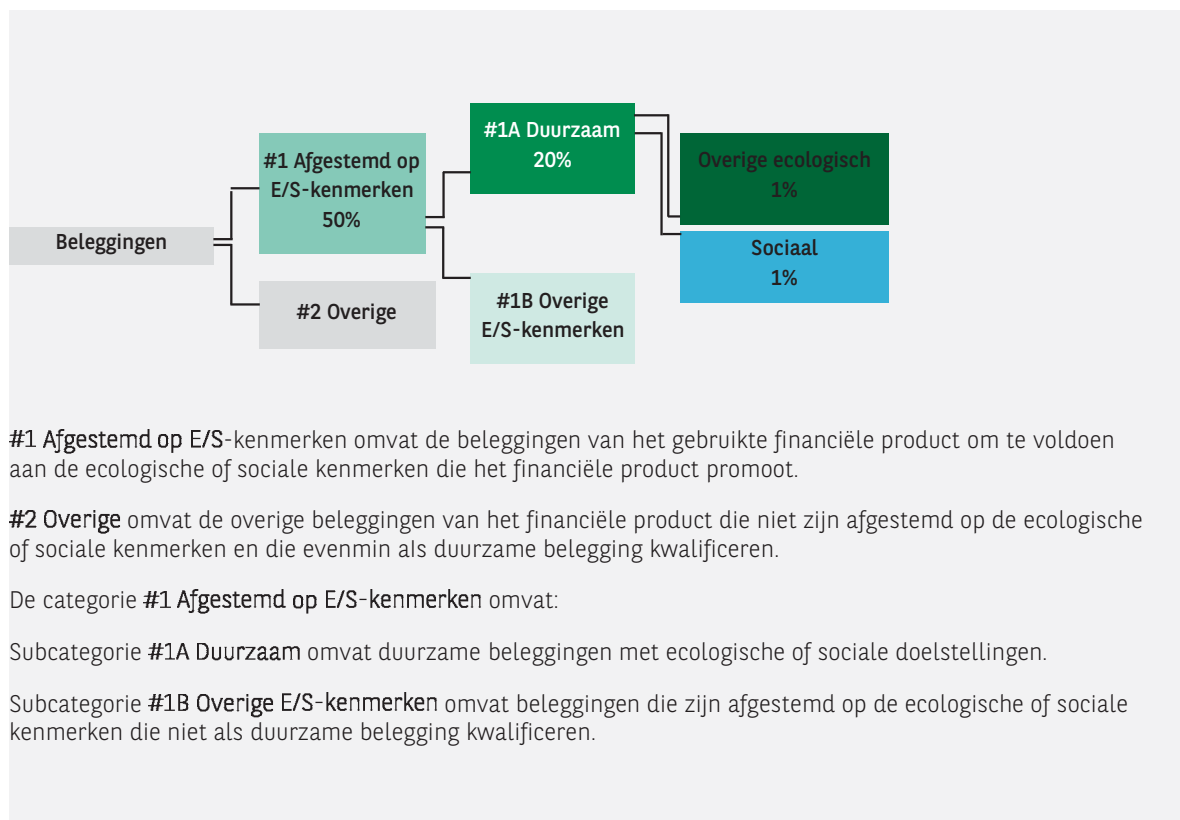 #1A Duurzaam
20%
#1 Afgestemd op
E/S-kenmerken
50%
Overige ecologisch
1%
Beleggingen
Sociaal
1%
#2 Overige
#1B Overige
E/S-kenmerken
#1 Afgestemd op E/S-kenmerken omvat de beleggingen van het gebruikte financiële product om te voldoen
aan de ecologische of sociale kenmerken die het financiële product promoot.
#2 Overige omvat de overige beleggingen van het financiële product die niet zijn afgestemd op de ecologische
of sociale kenmerken en die evenmin als duurzame belegging kwalificeren.
De categorie #1 Afgestemd op E/S-kenmerken omvat:
Subcategorie #1A Duurzaam omvat duurzame beleggingen met ecologische of sociale doelstellingen.
Subcategorie #1B Overige E/S-kenmerken omvat beleggingen die zijn afgestemd op de ecologische of sociale
kenmerken die niet als duurzame belegging kwalificeren.